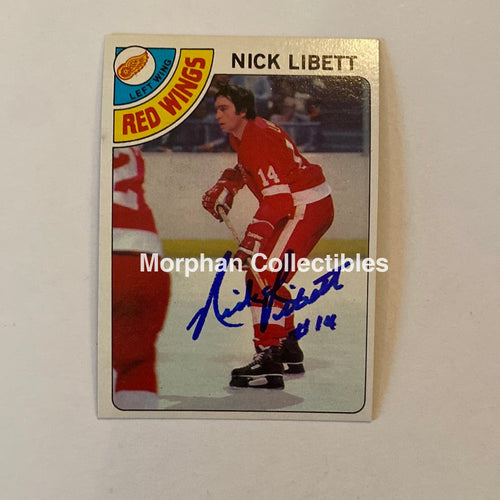 NICK LIBETT
LEFT WING
RED WINGS
14
Morphan Collectibles
Nick Libett
#14